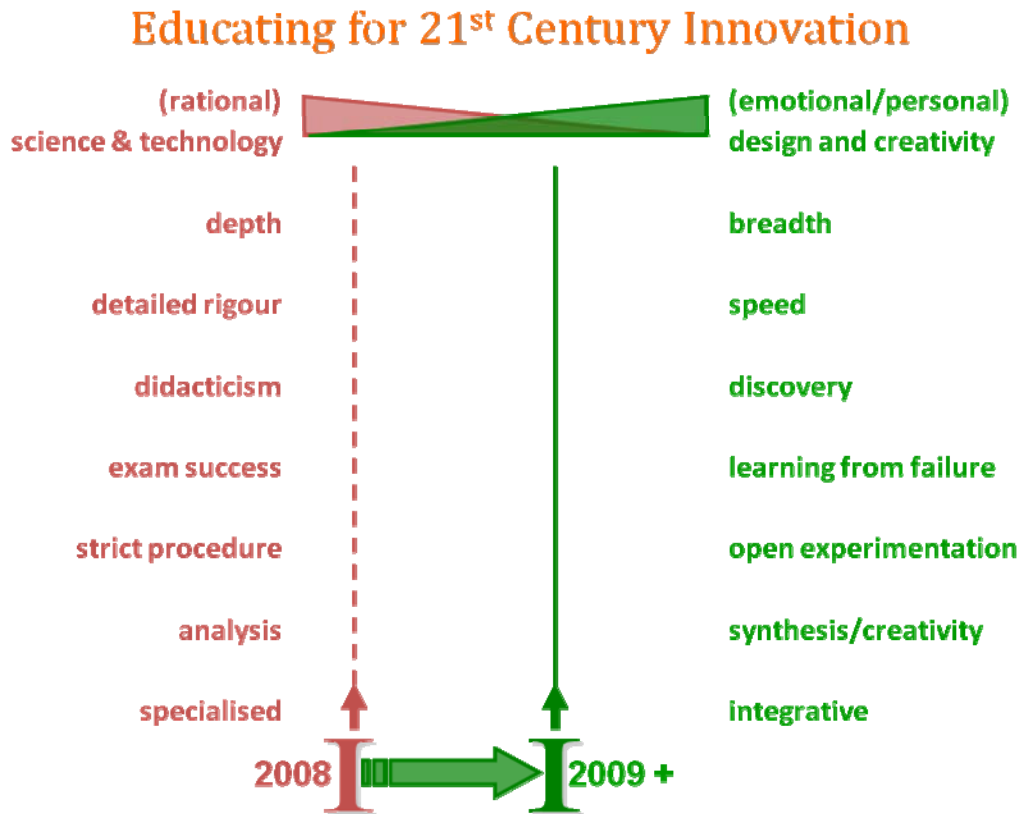 Educating for 21st Century Innovation
(rational) (emotional/personal)
science & technology design and creativity
depth breadth
detailed rigour speed
didacticism discovery
exam success learning from failure
strict procedure open experimentation
analysis synthesis/creativity
specialised integrative
2008 I I 2009 +